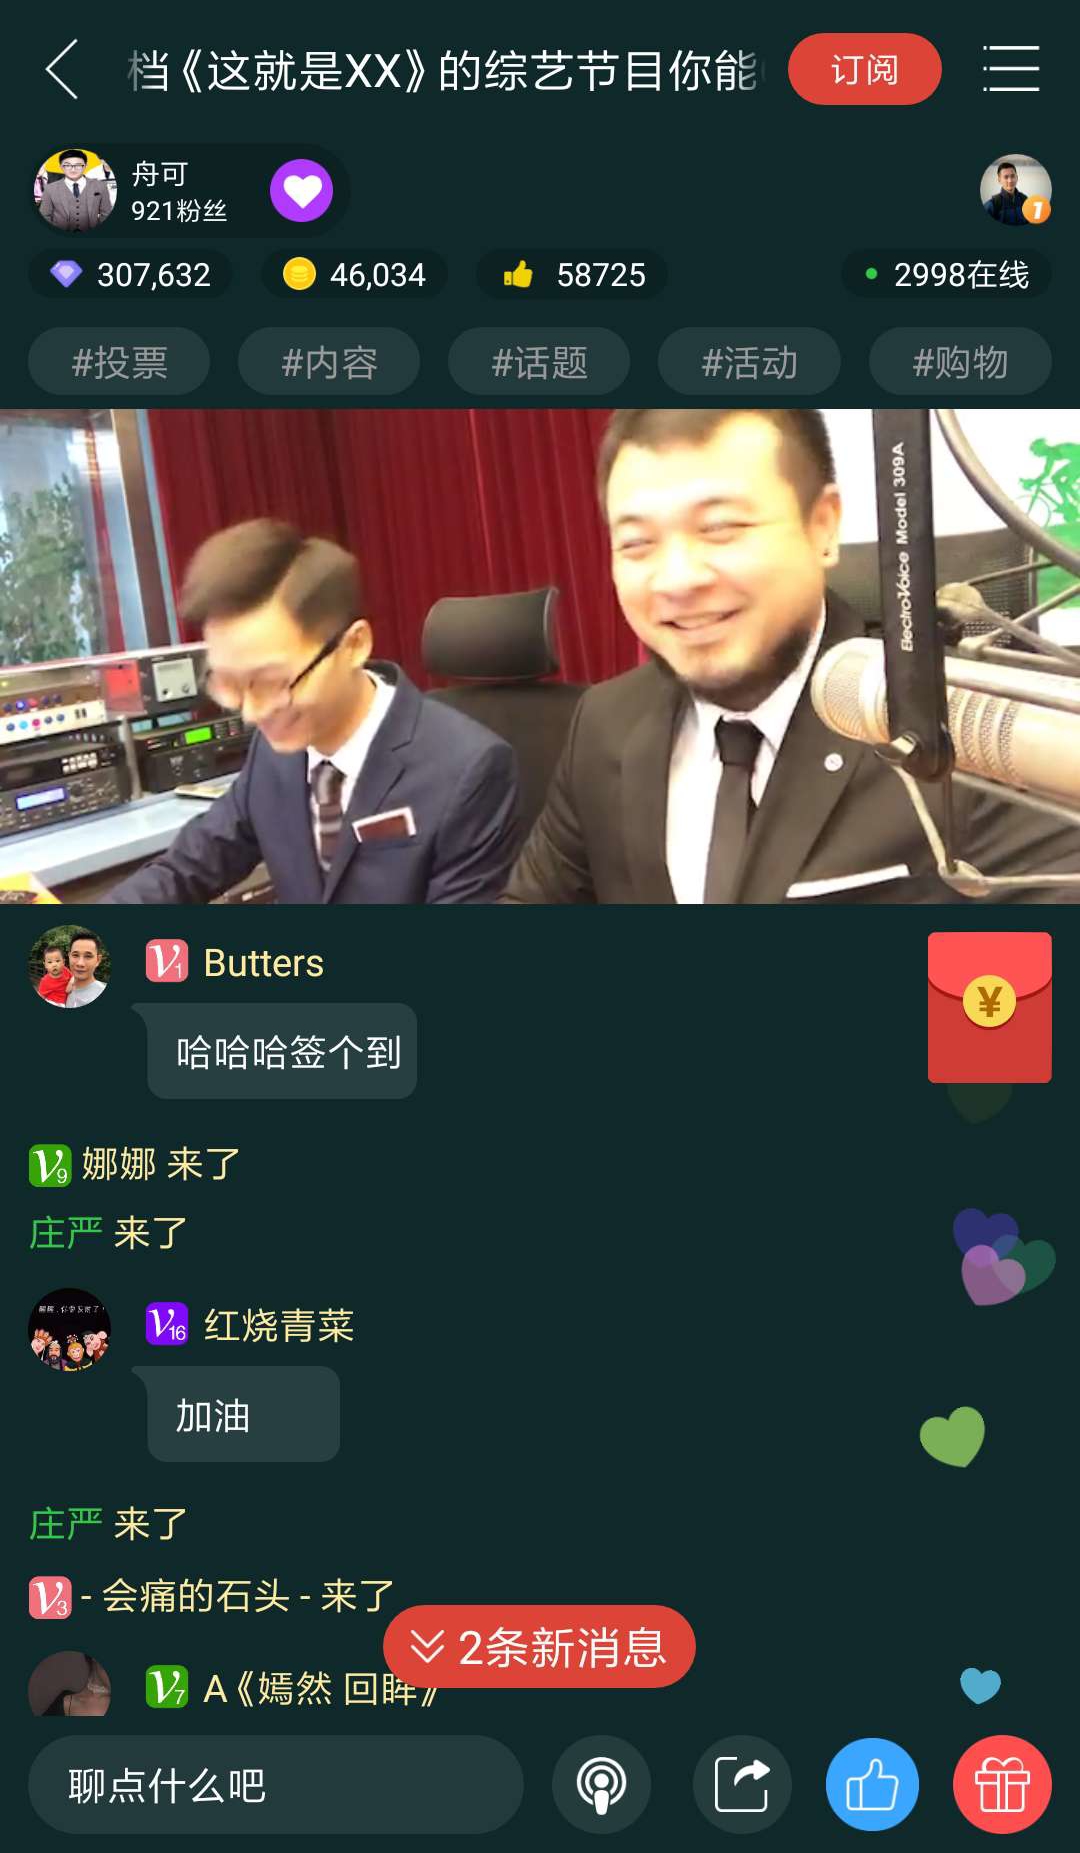 档《这就是XX》的综艺节目你能
订阅
舟可
921粉丝
1
307,632
46,034
58725
2998在线
#投票
#内容
#话题
#活动
#购物
Electro-Voice Model 309A
V1 Butters
¥
哈哈哈签个到
V9 娜娜 来了
庄严 来了
V16 红烧青菜
加油
庄严 来了
V3 - 会痛的石头 - 来了
2条新消息
V7 A《嫣然 回眸》
聊点什么吧